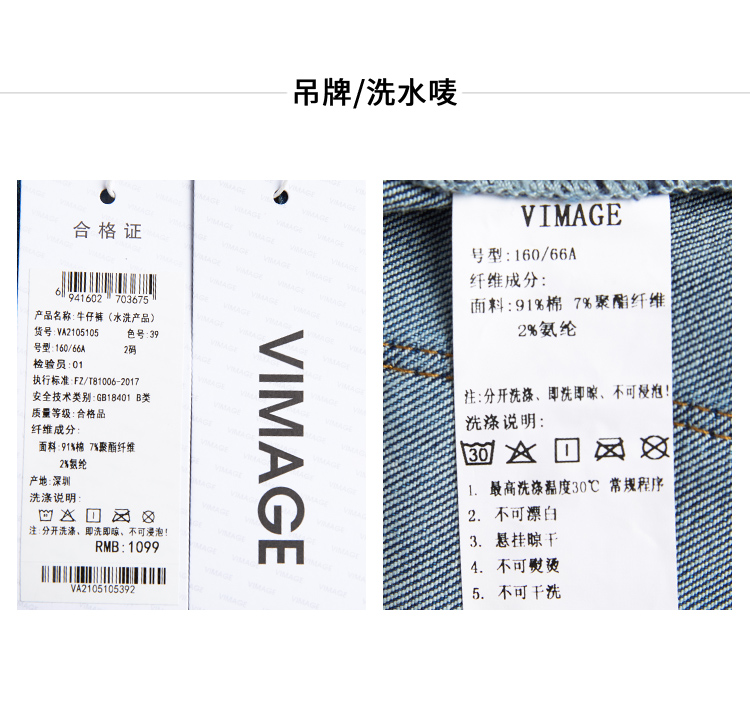 吊牌/洗水唛
合格证
6 941602 703675
产品名称:牛仔裤（水洗产品）
货号:VA2105105 色号:39
号型:160/66A 2码
检验员:01
执行标准:FZ/T81006-2017
安全技术类别:GB18401 B类
质量等级:合格品
纤维成分:
面料:91%棉 7%聚酯纤维
2%氨纶
产地:深圳
洗涤说明:
注:分开洗涤、即洗即晾、不可浸泡!
RMB:1099
VA2105105392
VIMAGE
VIMAGE
号型:160/66A
纤维成分:
面料:91%棉 7%聚酯纤维
2%氨纶
注:分开洗涤、即洗即晾、不可浸泡!
洗涤说明:
30
1. 最高洗涤温度30℃ 常规程序
2. 不可漂白
3. 悬挂晾干
4. 不可熨烫
5. 不可干洗